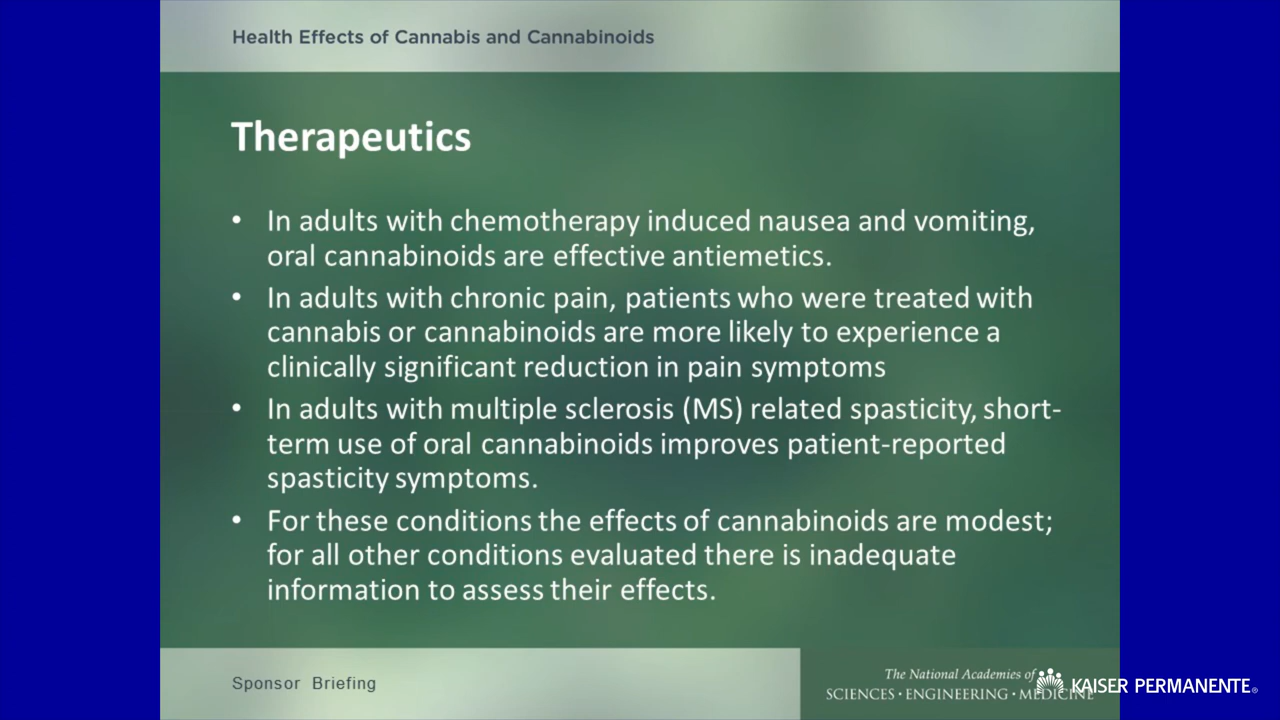 Health Effects of Cannabis and Cannabinoids
Therapeutics
• In adults with chemotherapy induced nausea and vomiting,
oral cannabinoids are effective antiemetics.
• In adults with chronic pain, patients who were treated with
cannabis or cannabinoids are more likely to experience a
clinically significant reduction in pain symptoms
• In adults with multiple sclerosis (MS) related spasticity, short-
term use of oral cannabinoids improves patient-reported
spasticity symptoms.
• For these conditions the effects of cannabinoids are modest;
for all other conditions evaluated there is inadequate
information to assess their effects.
Sponsor Briefing
The National Academies of
SCIENCES • ENGINEERING • MEDICINE
KAISER PERMANENTE®